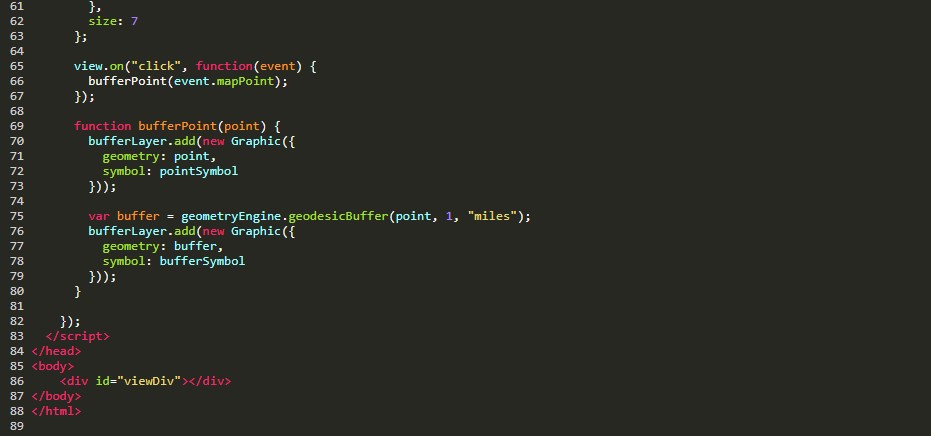 61         },
62         size: 7
63       };
64
65       view.on("click", function(event) {
66         bufferPoint(event.mapPoint);
67       });
68
69       function bufferPoint(point) {
70         bufferLayer.add(new Graphic({
71           geometry: point,
72           symbol: pointSymbol
73         }));
74
75         var buffer = geometryEngine.geodesicBuffer(point, 1, "miles");
76         bufferLayer.add(new Graphic({
77           geometry: buffer,
78           symbol: bufferSymbol
79         }));
80       }
81
82     });
83   </script>
84 </head>
85 <body>
86     <div id="viewDiv"></div>
87 </body>
88 </html>
89